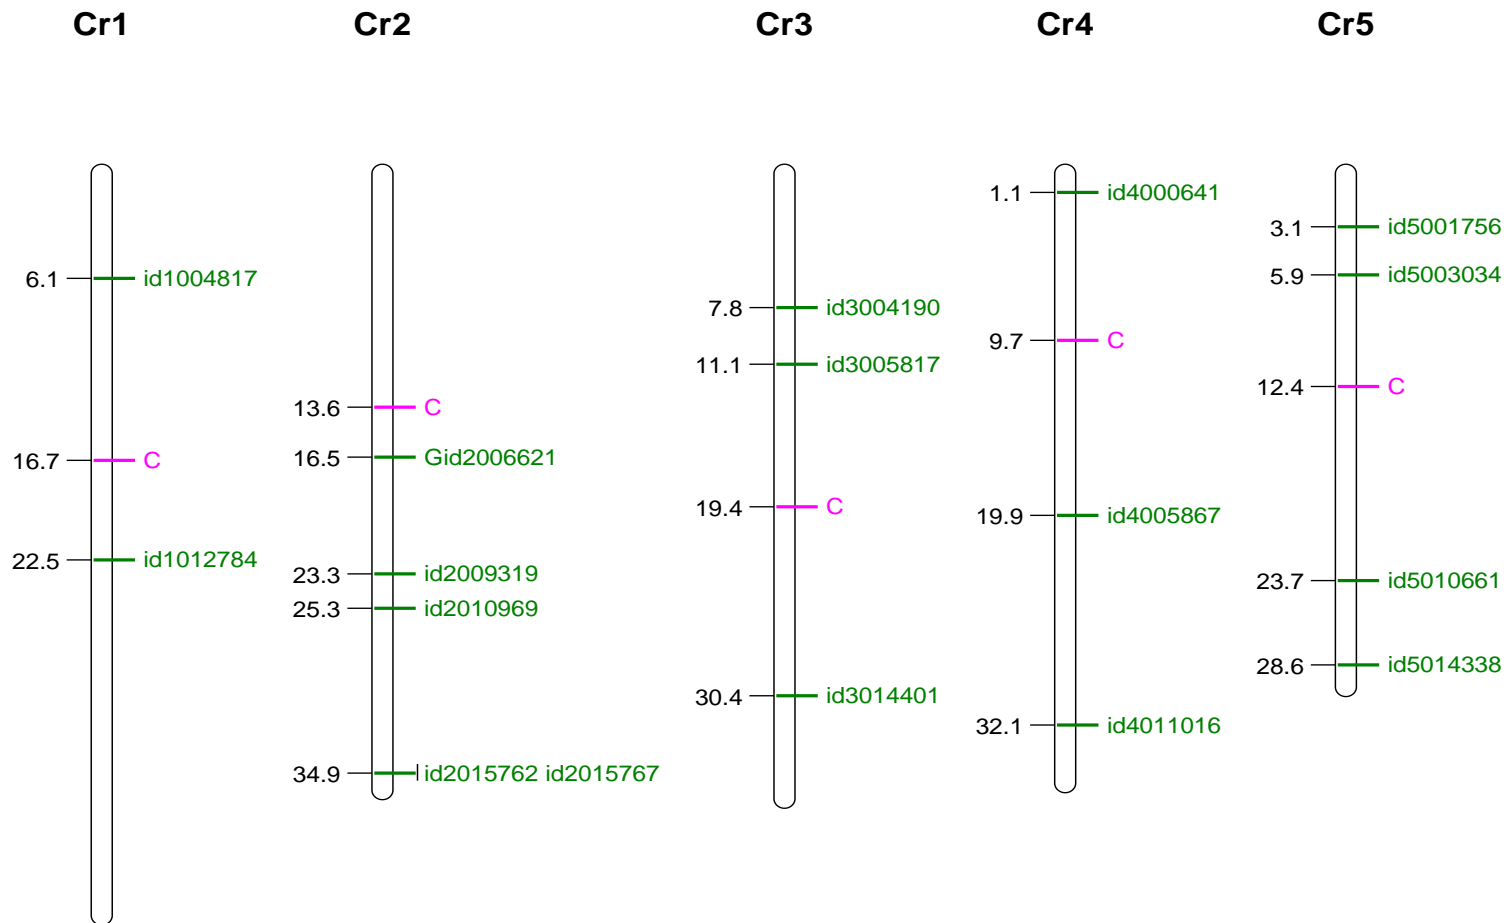 Cr1 Cr2 Cr3 Cr4 Cr5
1.1 id4000641
3.1 id5001756
5.9 id5003034
6.1 id1004817
7.8 id3004190
9.7 C
11.1 id3005817
12.4 C
13.6 C
16.5 Gid2006621
16.7 C
19.4 C
19.9 id4005867
22.5 id1012784
23.3 id2009319
23.7 id5010661
25.3 id2010969
28.6 id5014338
30.4 id3014401
32.1 id4011016
34.9 id2015762 id2015767